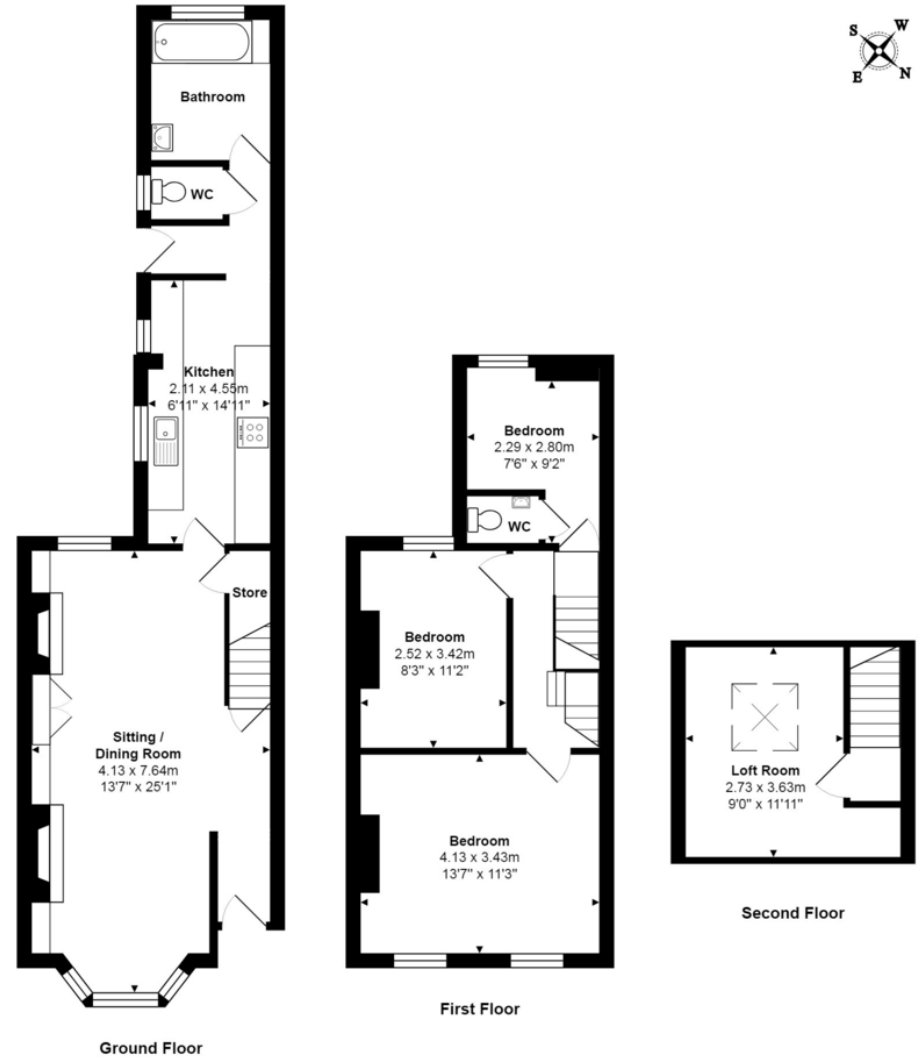 S W
E N
Bathroom
WC
Kitchen
2.11 x 4.55m
6'11" x 14'11"
Store
Sitting /
Dining Room
4.13 x 7.64m
13'7" x 25'1"
Ground Floor
Bedroom
2.29 x 2.80m
7'6" x 9'2"
WC
Bedroom
2.52 x 3.42m
8'3" x 11'2"
Bedroom
4.13 x 3.43m
13'7" x 11'3"
First Floor
Loft Room
2.73 x 3.63m
9'0" x 11'11"
Second Floor